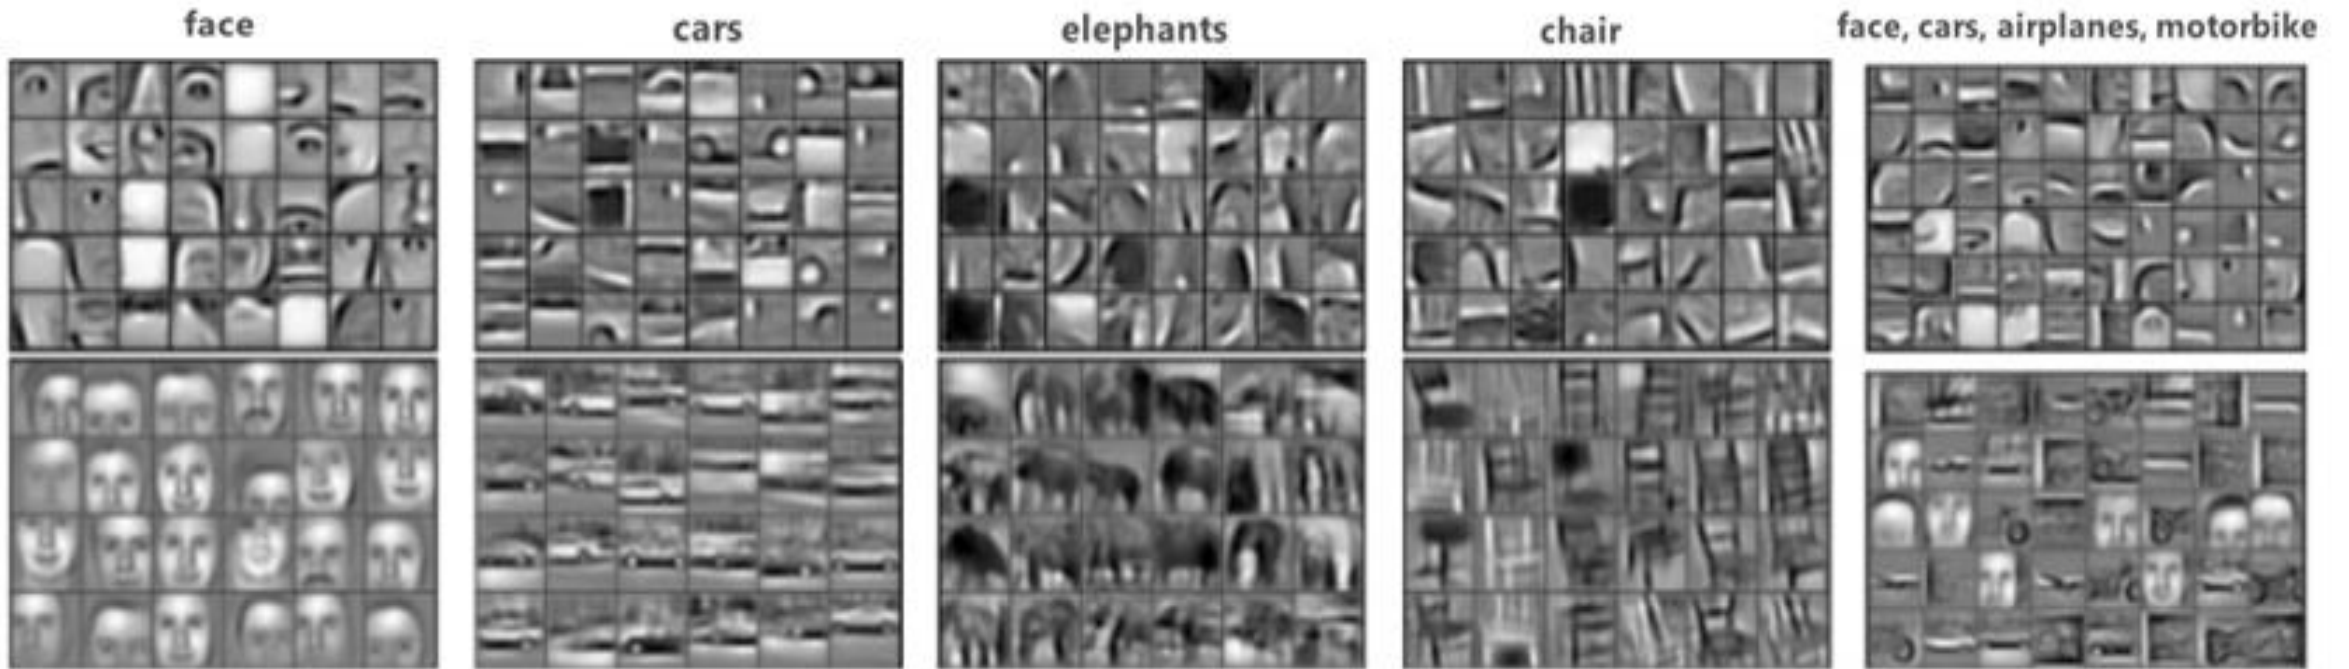 face
cars
elephants
chair
face, cars, airplanes, motorbike